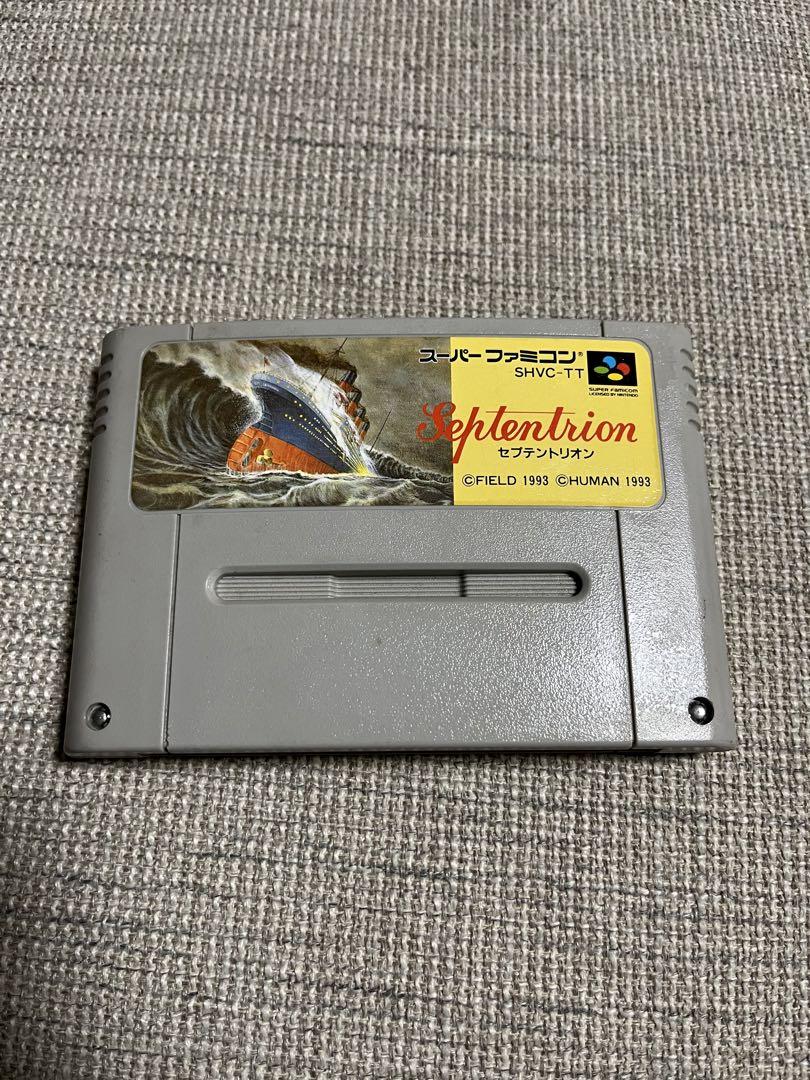 スーパー ファミコン®
SHVC-TT
SUPER FAMICOM
LICENSED BY NINTENDO
Septentrion
セプテントリオン
©FIELD 1993 ©HUMAN 1993